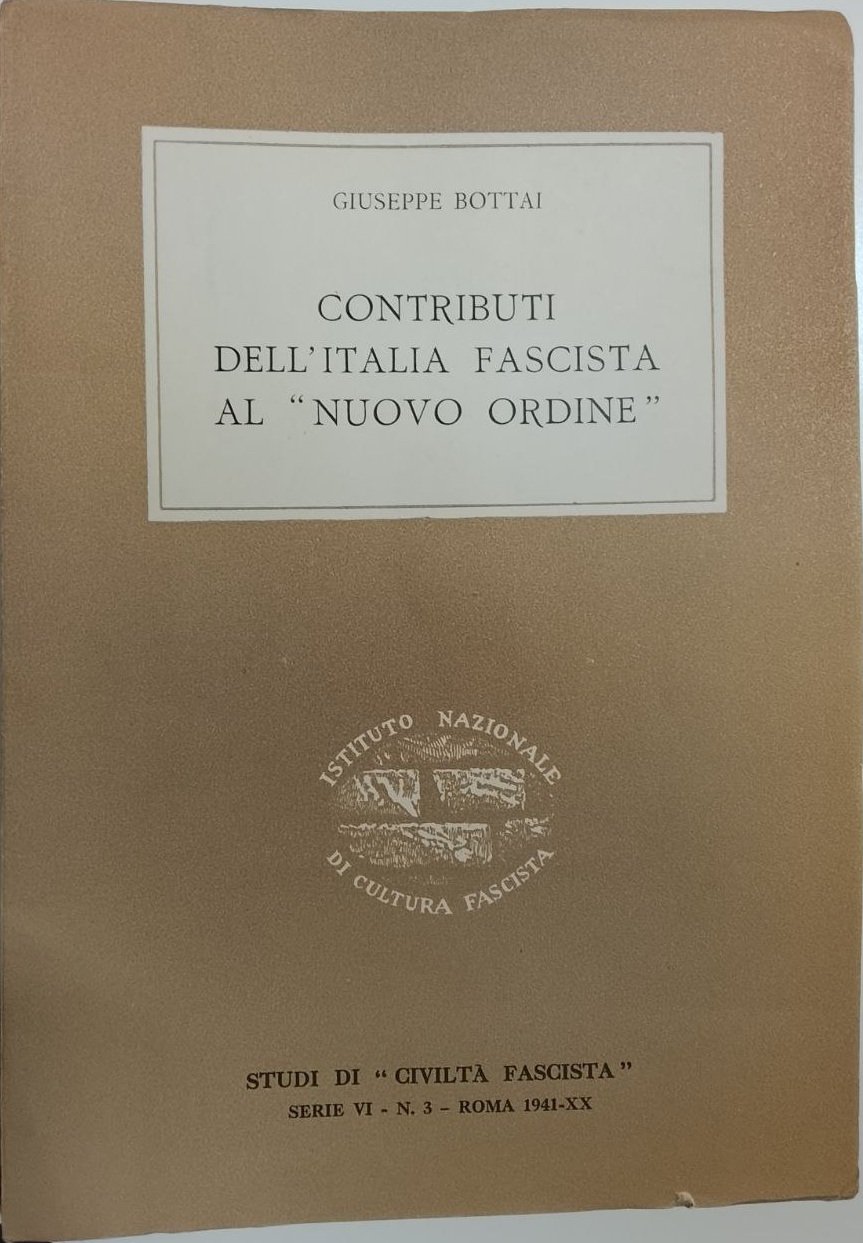 GIUSEPPE BOTTAI
CONTRIBUTI
DELL'ITALIA FASCISTA
AL “NUOVO ORDINE”
ISTITUTO NAZIONALE
DI CULTURA FASCISTA
STUDI DI “CIVILTÀ FASCISTA”
SERIE VI - N. 3 – ROMA 1941-XX